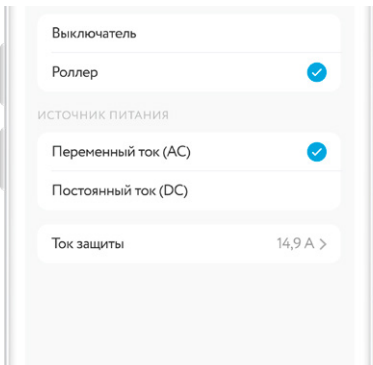 Выключатель
Роллер
ИСТОЧНИК ПИТАНИЯ
Переменный ток (AC)
Постоянный ток (DC)
Ток защиты 14,9 А >